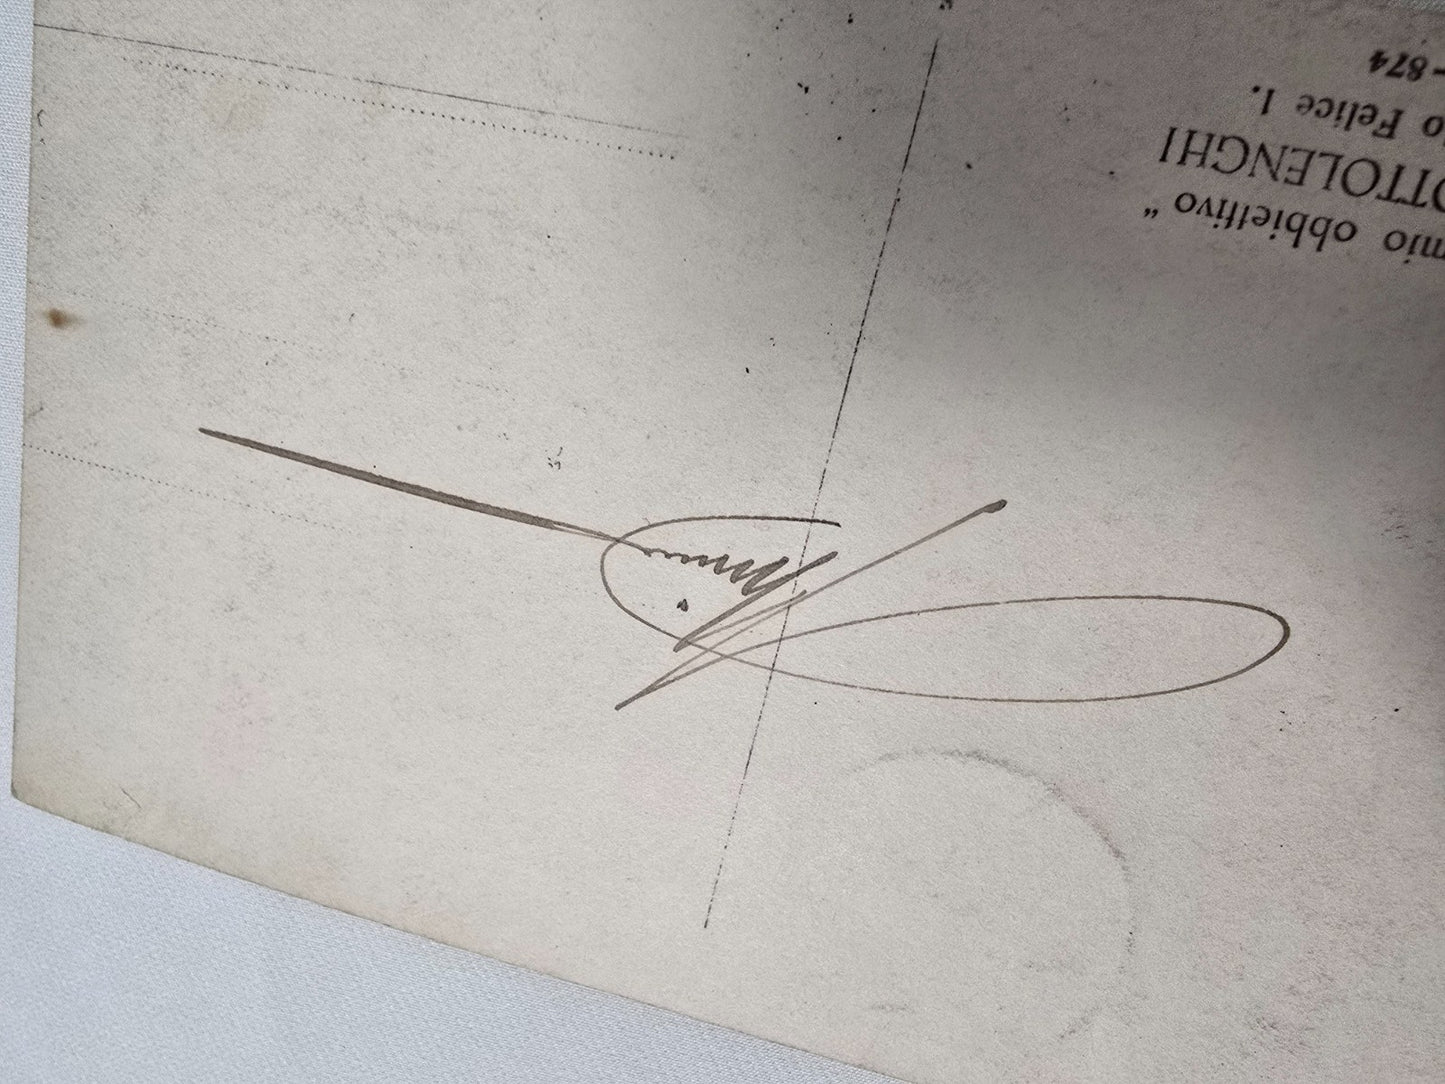 mio obbiettivo "
OTTOLENGHI
o Felice 1.
- 874